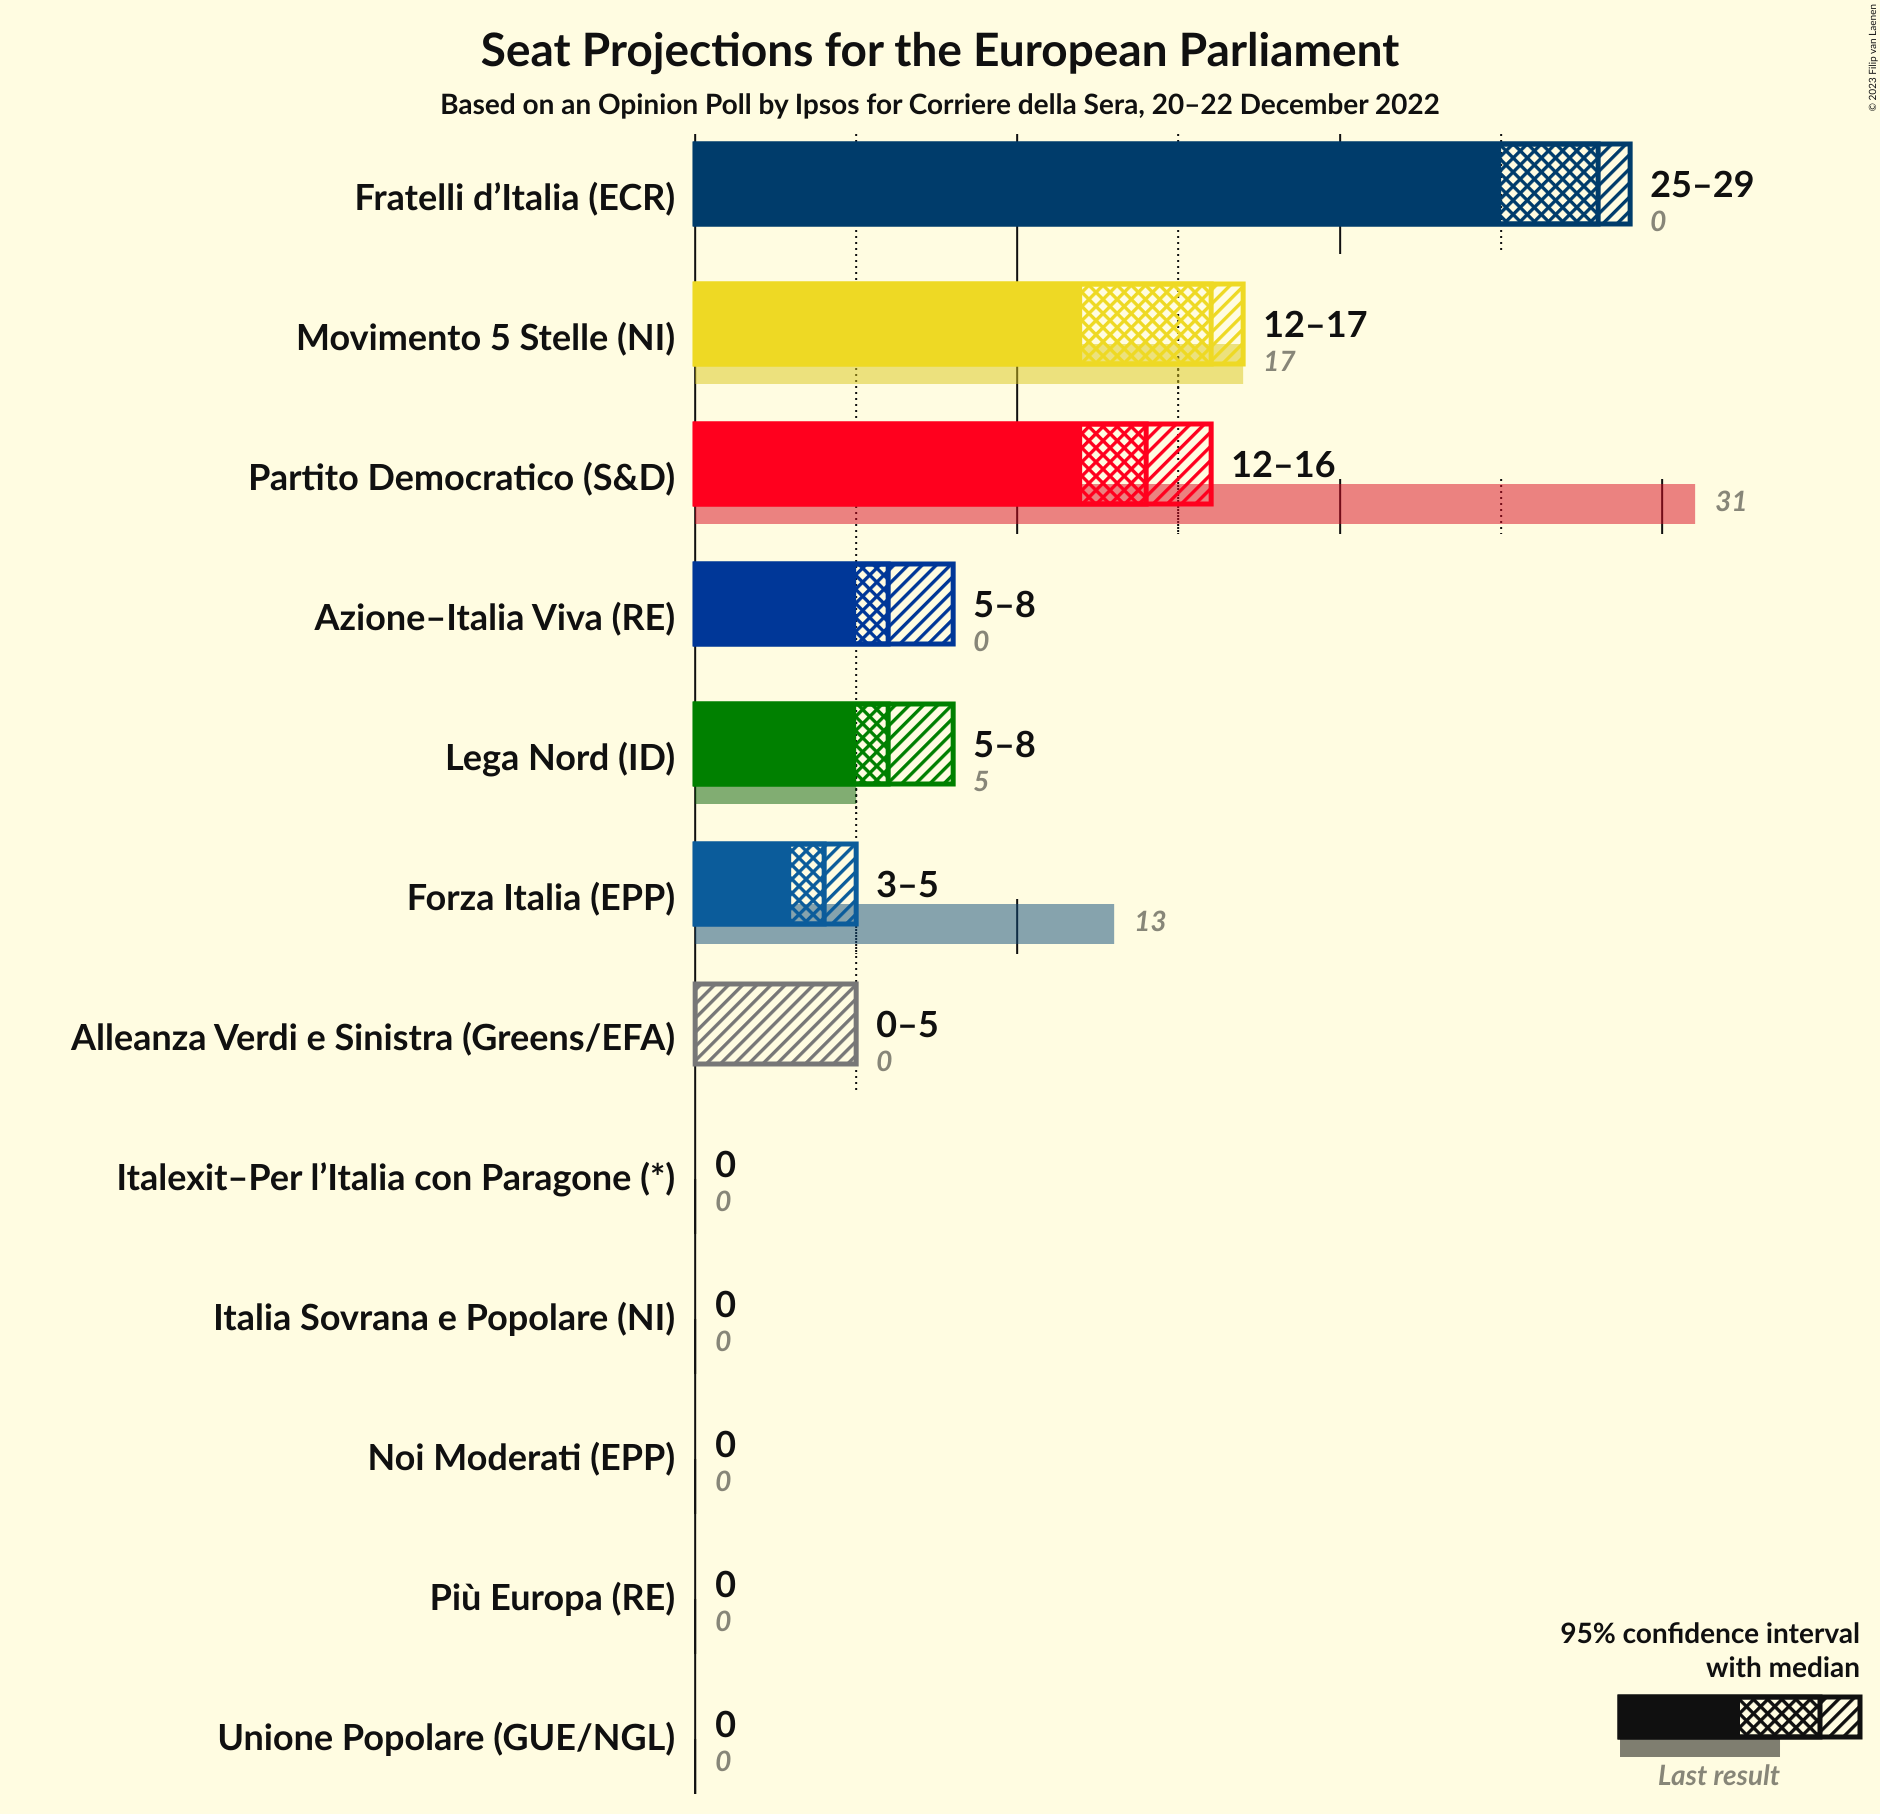 Seat Projections for the European Parliament
Based on an Opinion Poll by Ipsos for Corriere della Sera, 20–22 December 2022
© 2023 Filip van Laenen
Fratelli d’Italia (ECR)
25–29
0
Movimento 5 Stelle (NI)
12–17
17
Partito Democratico (S&D)
12–16
31
Azione–Italia Viva (RE)
5–8
0
Lega Nord (ID)
5–8
5
Forza Italia (EPP)
3–5
13
Alleanza Verdi e Sinistra (Greens/EFA)
0–5
0
Italexit–Per l’Italia con Paragone (*)
0
0
Italia Sovrana e Popolare (NI)
0
0
Noi Moderati (EPP)
0
0
Più Europa (RE)
0
0
Unione Popolare (GUE/NGL)
0
0
95% confidence interval
with median
Last result